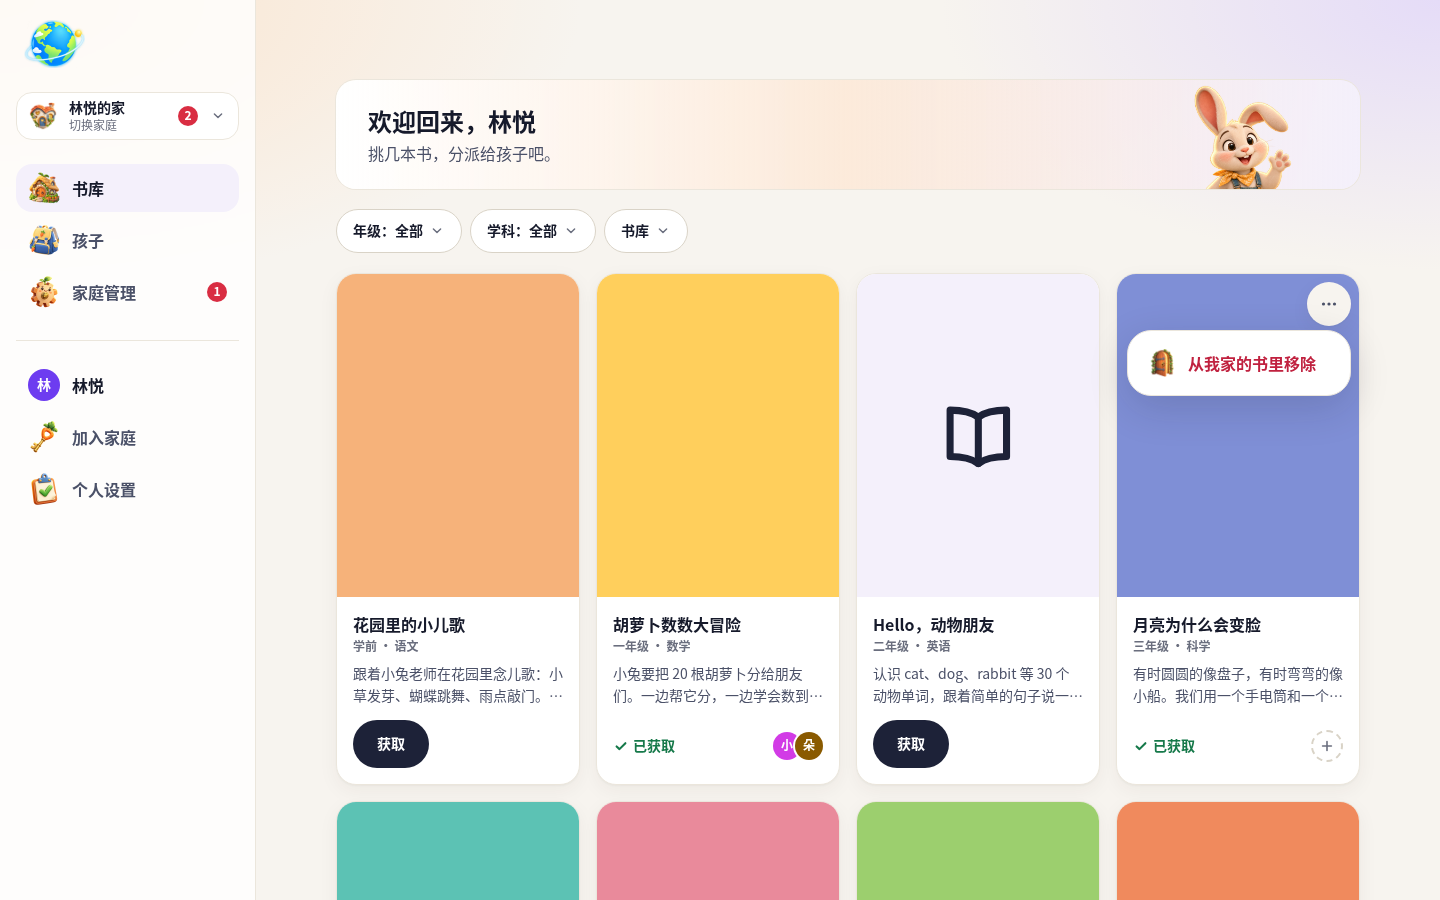 林悦的家
切换家庭
2
书库
孩子
家庭管理
1
林
林悦
加入家庭
个人设置
欢迎回来，林悦
挑几本书，分派给孩子吧。
年级：全部
学科：全部
书库
从我家的书里移除
花园里的小儿歌
学前 · 语文
跟着小兔老师在花园里念儿歌：小
草发芽、蝴蝶跳舞、雨点敲门。…
获取
胡萝卜数数大冒险
一年级 · 数学
小兔要把 20 根胡萝卜分给朋友
们。一边帮它分，一边学会数到…
已获取
小
朵
Hello，动物朋友
二年级 · 英语
认识 cat、dog、rabbit 等 30 个
动物单词，跟着简单的句子说一…
获取
月亮为什么会变脸
三年级 · 科学
有时圆圆的像盘子，有时弯弯的像
小船。我们用一个手电筒和一个…
已获取